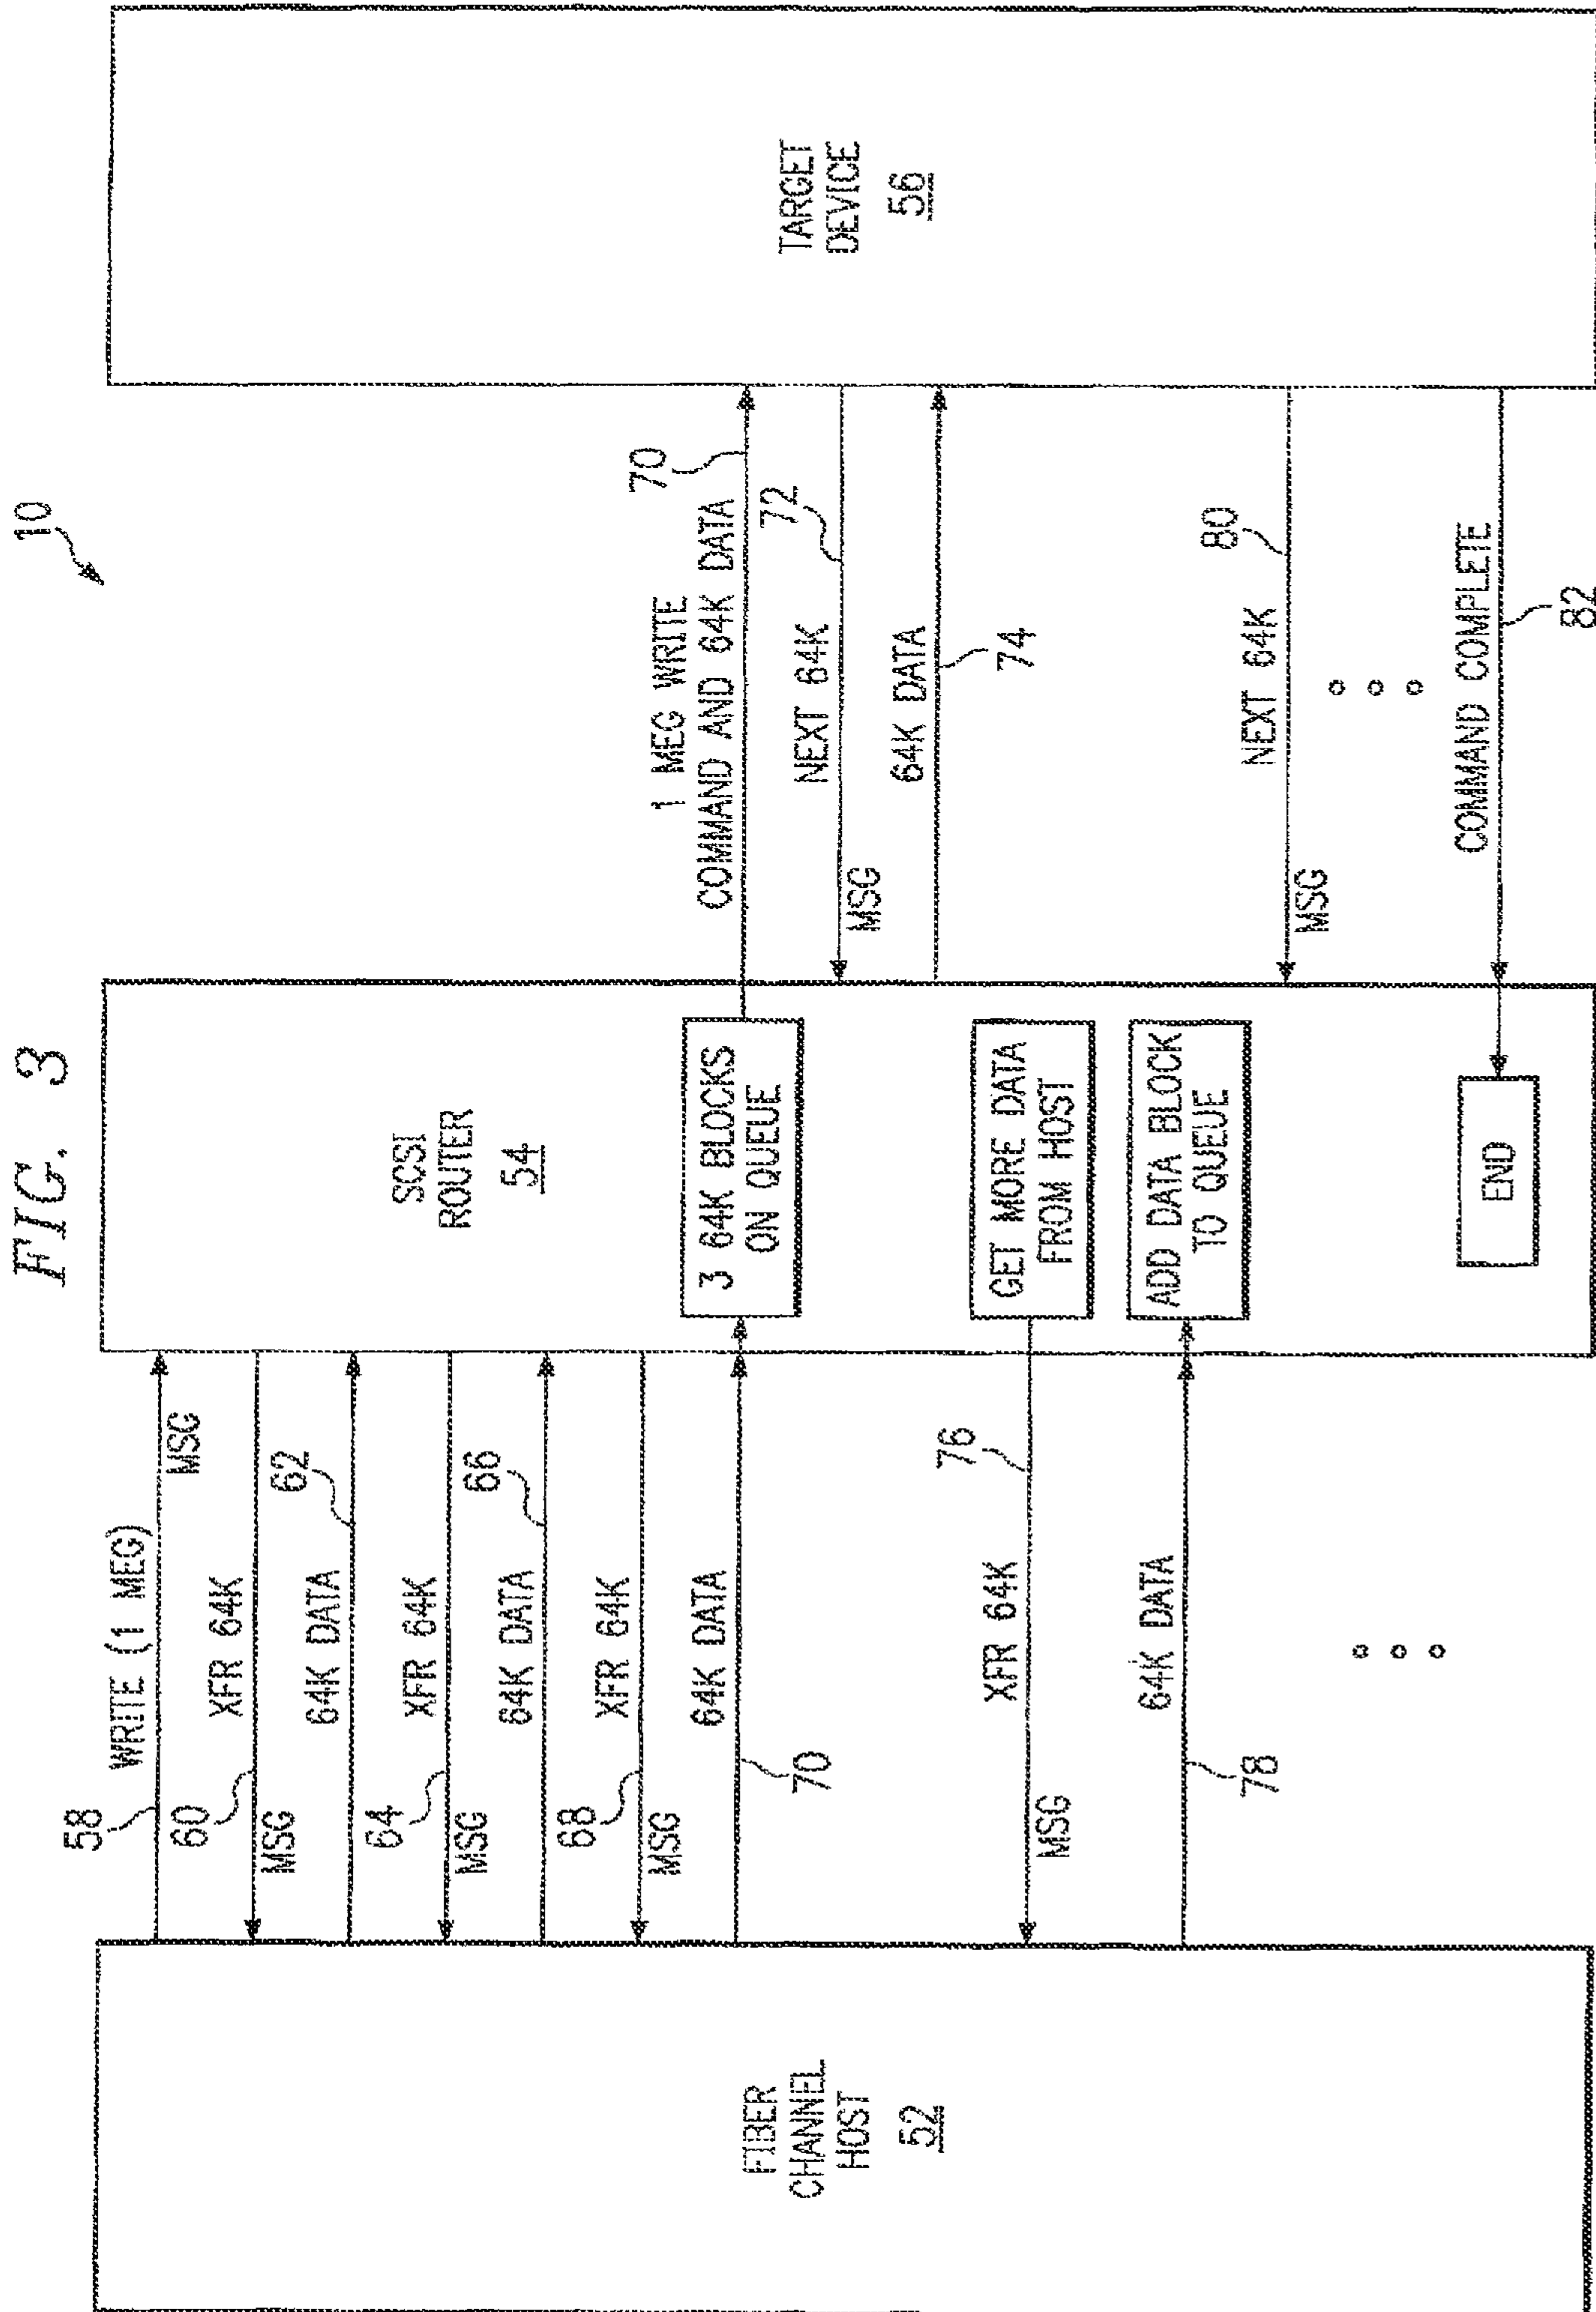 FIG. 3
10
FIBER
CHANNEL
HOST
52
SCSI
ROUTER
54
TARGET
DEVICE
56
58
WRITE (1 MEG)
MSG
60
XFR 64K
MSG
62
64K DATA
64
XFR 64K
MSG
66
64K DATA
68
XFR 64K
MSG
64K DATA
70
3 64K BLOCKS
ON QUEUE
1 MEG WRITE
COMMAND AND 64K DATA
70
NEXT 64K
72
MSG
64K DATA
74
GET MORE DATA
FROM HOST
XFR 64K
76
MSG
ADD DATA BLOCK
TO QUEUE
64K DATA
78
NEXT 64K
80
MSG
COMMAND COMPLETE
82
END